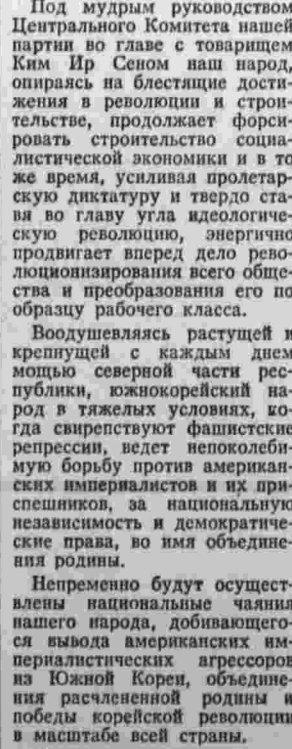 Под мудрым руководством
Центрального Комитета нашей
партии во главе с товарищем
Ким Ир Сеном наш народ,
опираясь на блестящие дости-
жения в революции и строи-
тельстве, продолжает форси-
ровать строительство социа-
листической экономики и в то
же время, усиливая пролетар-
скую диктатуру и твердо ста-
вя во главу угла идеологиче-
скую революцию, энергично
продвигает вперед дело рево-
люционизирования всего обще-
ства и преобразования его по
образцу рабочего класса.
Воодушевляясь растущей и
крепнущей с каждым днем
мощью северной части рес-
публики, южнокорейский на-
род в тяжелых условиях, ко-
гда свирепствуют фашистские
репрессии, ведет непоколеби-
мую борьбу против американ-
ских империалистов и их при-
спешников, за национальную
независимость и демократиче-
ские права, во имя объедине-
ния родины.
Непременно будут осущест-
влены национальные чаяния
нашего народа, добивающего-
ся вывода американских им-
периалистических агрессоров
из Южной Кореи, объедине-
ния расчлененной родины и
победы корейской революции
в масштабе всей страны.